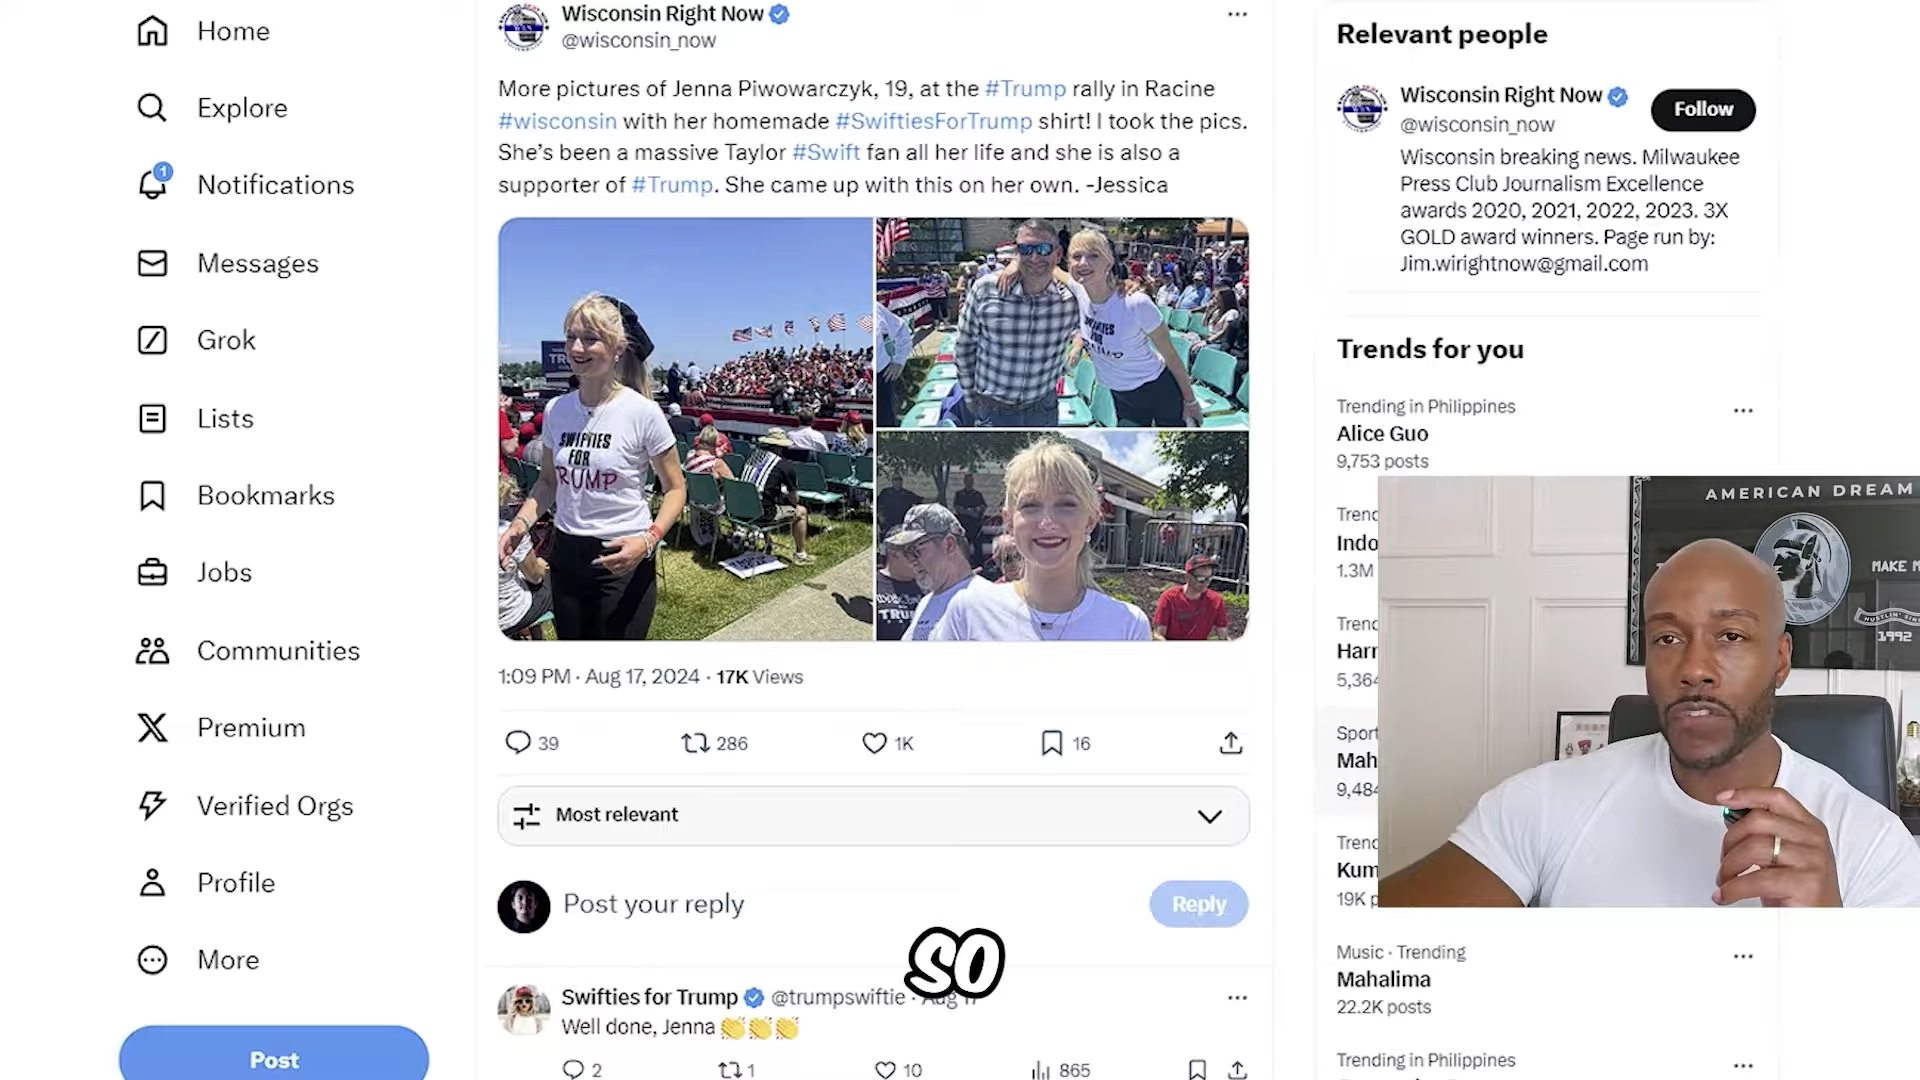 Home
Explore
1
Notifications
Messages
Grok
Lists
Bookmarks
Jobs
Communities
Premium
Verified Orgs
Profile
More
Post
Wisconsin Right Now
@wisconsin_now
More pictures of Jenna Piwowarczyk, 19, at the #Trump rally in Racine
#wisconsin with her homemade #SwiftiesForTrump shirt! I took the pics.
She's been a massive Taylor #Swift fan all her life and she is also a
supporter of #Trump. She came up with this on her own. -Jessica
SWIFTIES
FOR
TRUMP
1:09 PM · Aug 17, 2024 · 17K Views
39
286
1K
16
Most relevant
Post your reply
Reply
SO
Swifties for Trump @trumpswiftie · Aug 17
Well done, Jenna 👏👏👏
2
1
10
865
Relevant people
Wisconsin Right Now
@wisconsin_now
Follow
Wisconsin breaking news. Milwaukee
Press Club Journalism Excellence
awards 2020, 2021, 2022, 2023. 3X
GOLD award winners. Page run by:
Jim.wirightnow@gmail.com
Trends for you
Trending in Philippines
Alice Guo
9,753 posts
Trenc
Indo
1.3M
Trend
Harr
5,364
Sport
Mah
9,484
Trenc
Kum
19K p
AMERICAN DREAM
MAKE M
HUSTLIN' SINC
1992
Music · Trending
Mahalima
22.2K posts
Trending in Philippines